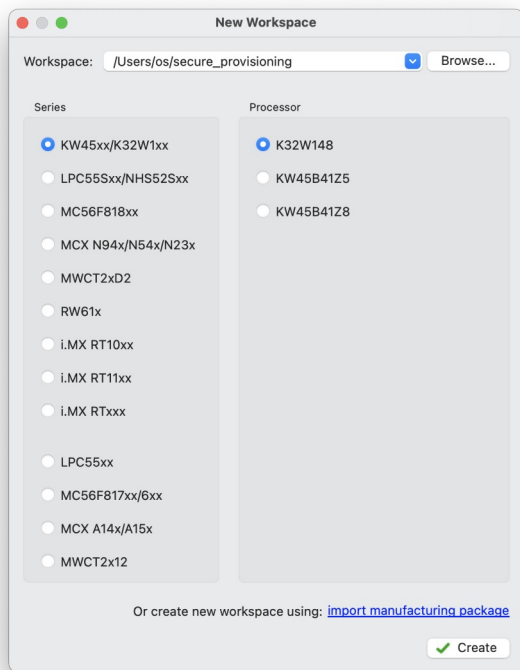 New Workspace
Workspace: /Users/os/secure_provisioning Browse...
Series
KW45xx/K32W1xx
LPC55Sxx/NHS52Sxx
MC56F818xx
MCX N94x/N54x/N23x
MWCT2xD2
RW61x
i.MX RT10xx
i.MX RT11xx
i.MX RTxxx
LPC55xx
MC56F817xx/6xx
MCX A14x/A15x
MWCT2x12
Processor
K32W148
KW45B41Z5
KW45B41Z8
Or create new workspace using: import manufacturing package
Create